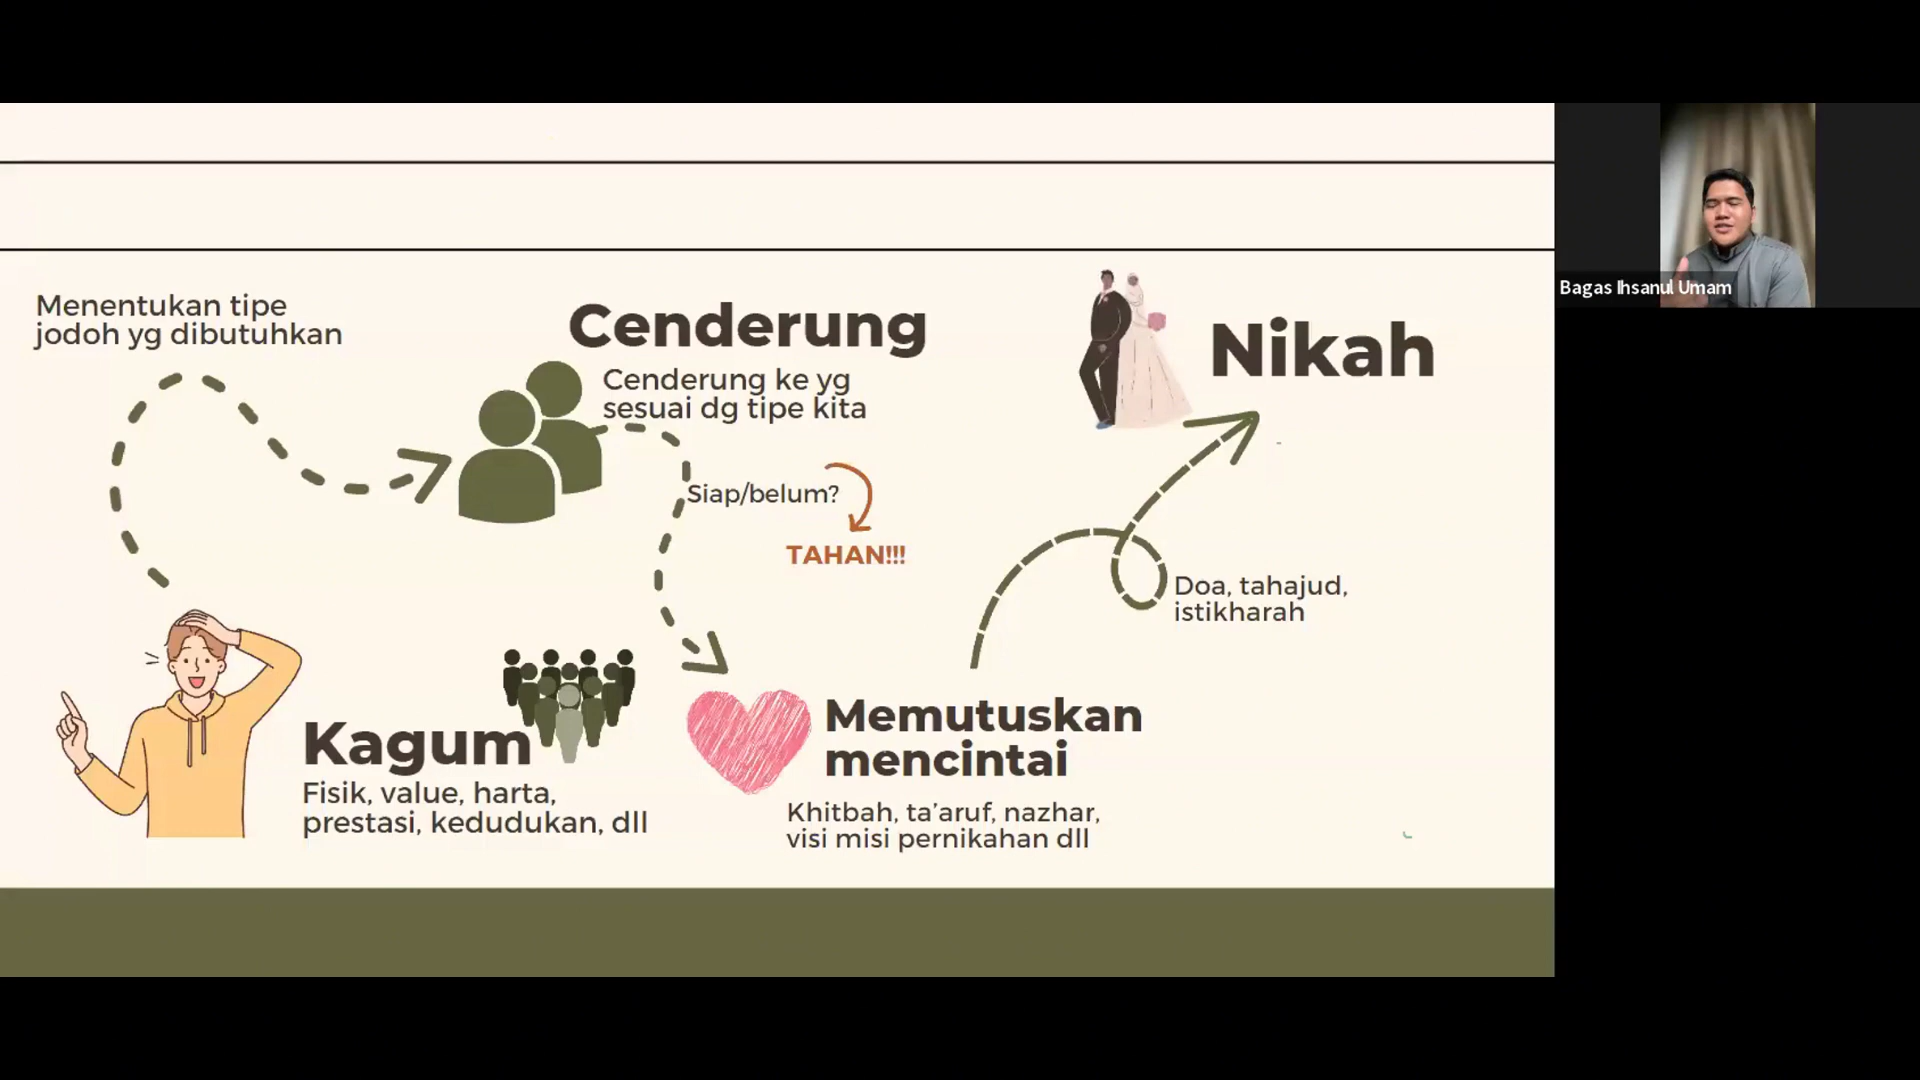 Menentukan tipe
jodoh yg dibutuhkan
Cenderung
Cenderung ke yg
sesuai dg tipe kita
Nikah
Siap/belum?
TAHAN!!!
Doa, tahajud,
istikharah
Kagum
Fisik, value, harta,
prestasi, kedudukan, dll
Memutuskan
mencintai
Khitbah, ta'aruf, nazhar,
visi misi pernikahan dll
Bagas Ihsanul Umam